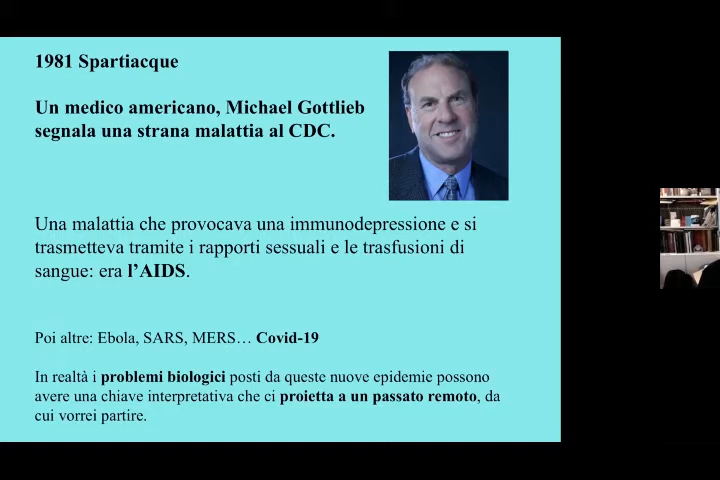 1981 Spartiacque
Un medico americano, Michael Gottlieb
segnala una strana malattia al CDC.
Una malattia che provocava una immunodepressione e si
trasmetteva tramite i rapporti sessuali e le trasfusioni di
sangue: era l’AIDS.
Poi altre: Ebola, SARS, MERS… Covid-19
In realtà i problemi biologici posti da queste nuove epidemie possono
avere una chiave interpretativa che ci proietta a un passato remoto, da
cui vorrei partire.